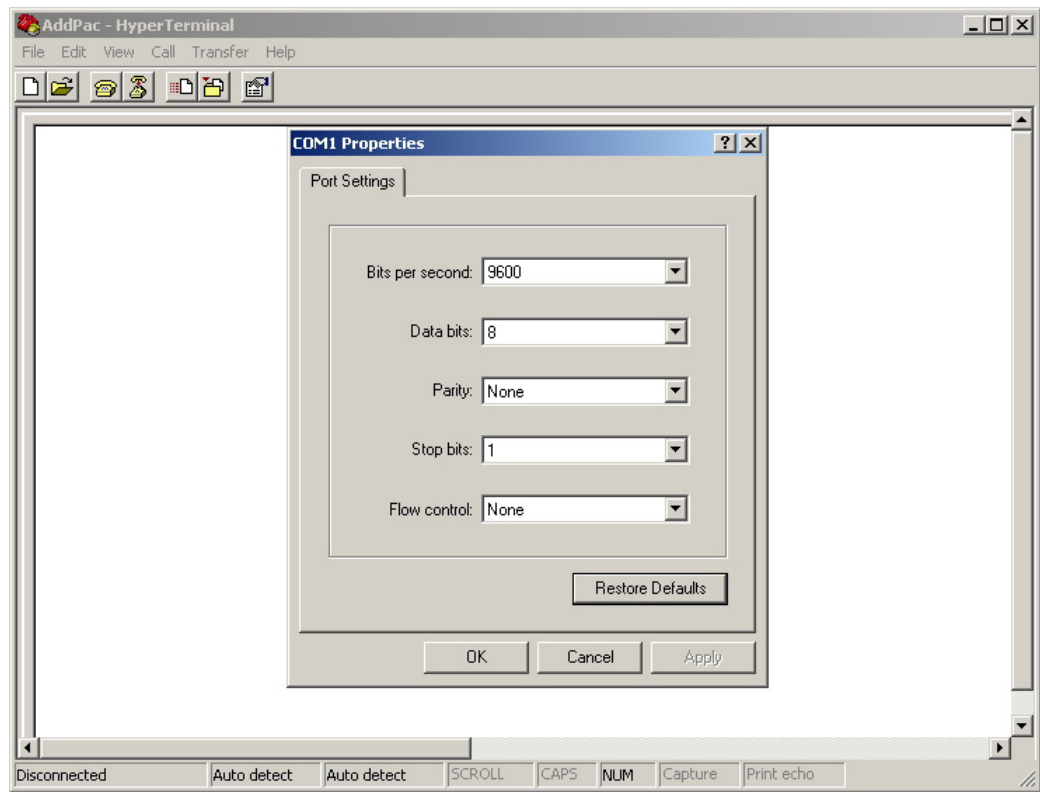 AddPac - HyperTerminal
File Edit View Call Transfer Help
COM1 Properties
Port Settings
Bits per second: 9600
Data bits: 8
Parity: None
Stop bits: 1
Flow control: None
Restore Defaults
OK Cancel Apply
Disconnected Auto detect Auto detect SCROLL CAPS NUM Capture Print echo